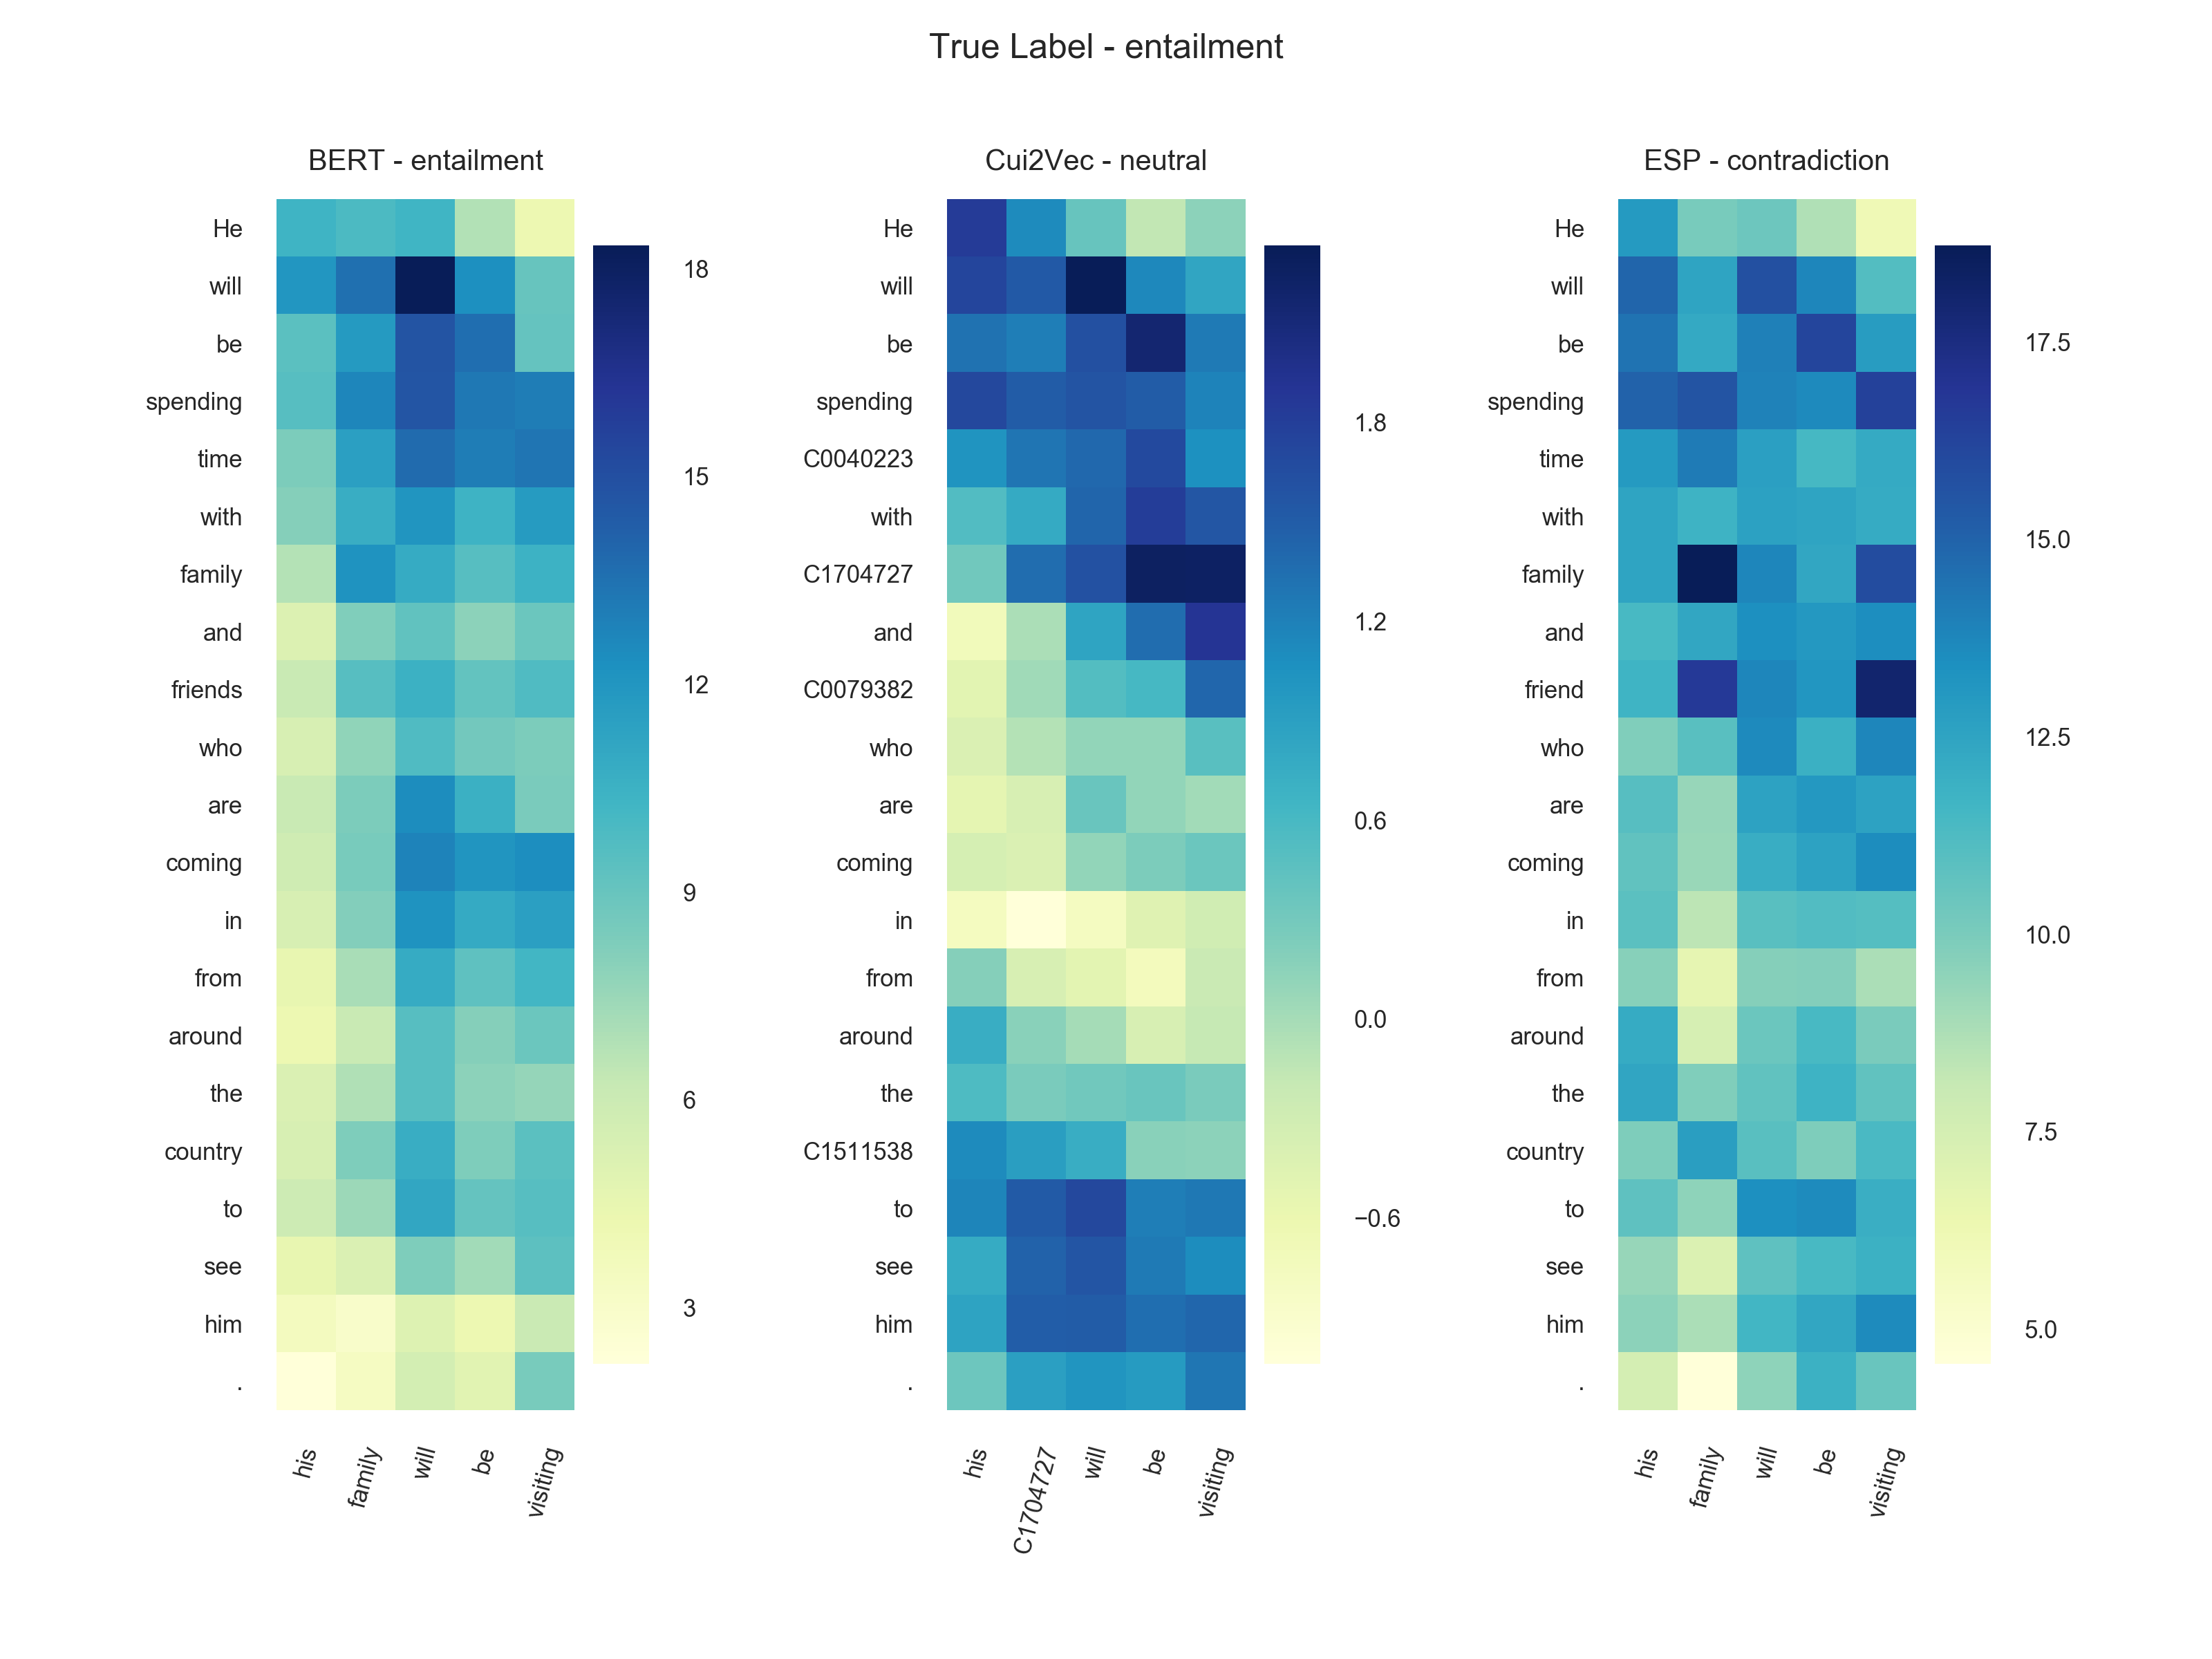 True Label - entailment
BERT - entailment
He
will
be
spending
time
with
family
and
friends
who
are
coming
in
from
around
the
country
to
see
him
.
his
family
will
be
visiting
18
15
12
9
6
3
Cui2Vec - neutral
He
will
be
spending
C0040223
with
C1704727
and
C0079382
who
are
coming
in
from
around
the
C1511538
to
see
him
.
his
C1704727
will
be
visiting
1.8
1.2
0.6
0.0
−0.6
ESP - contradiction
He
will
be
spending
time
with
family
and
friend
who
are
coming
in
from
around
the
country
to
see
him
.
his
family
will
be
visiting
17.5
15.0
12.5
10.0
7.5
5.0